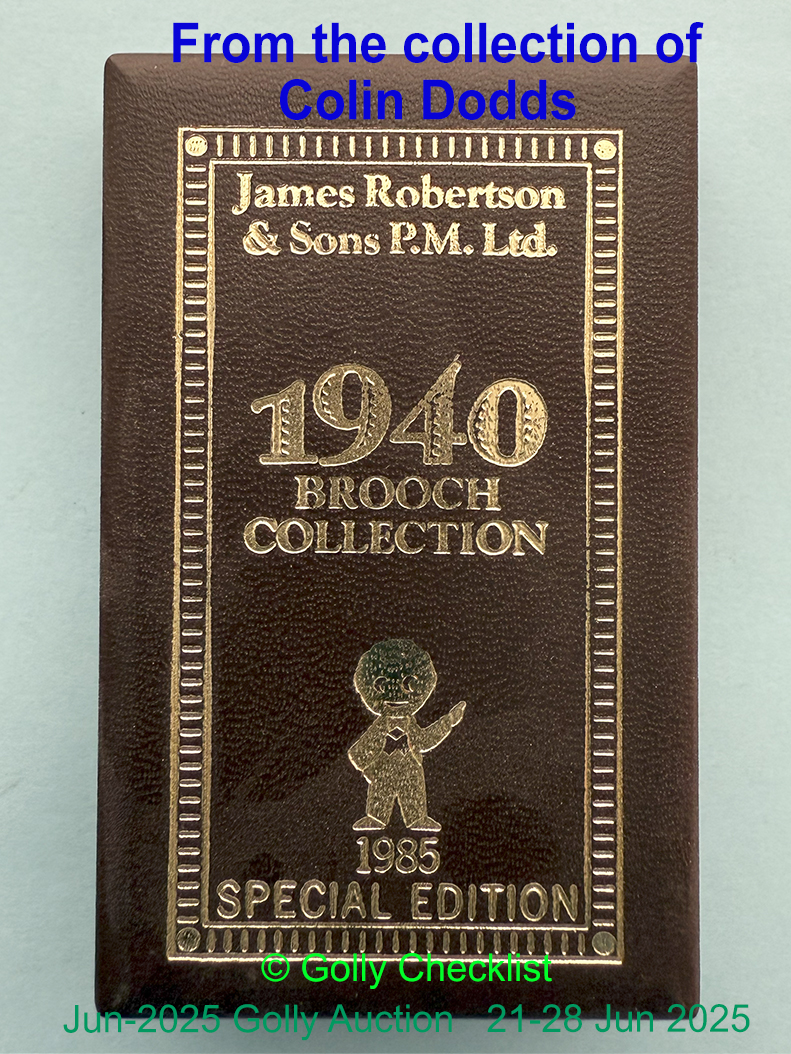 From the collection of
Colin Dodds
James Robertson
& Sons P.M. Ltd.
1940
BROOCH
COLLECTION
1985
SPECIAL EDITION
© Golly Checklist
Jun-2025 Golly Auction 21-28 Jun 2025